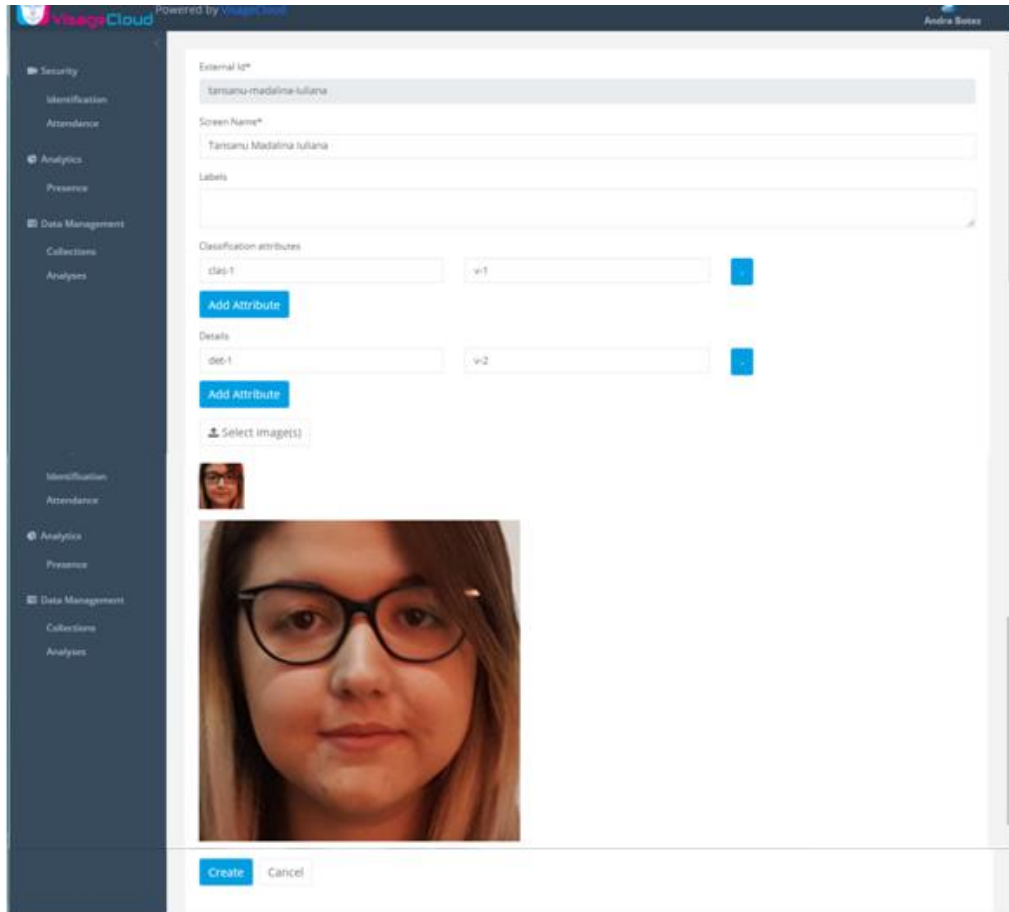 VisageCloud
Powered by VisageCloud
Andra Botez
Security
Identification
Attendance
Analytics
Presence
Data Management
Collections
Analyses
External Id*
tansanu-madalina-iuliana
Screen Name*
Tansanu Madalina Iuliana
Labels
Classification attributes
clas-1 v-1 -
Add Attribute
Details
det-1 v-2 -
Add Attribute
Select image(s)
Identification
Attendance
Analytics
Presence
Data Management
Collections
Analyses
Create Cancel